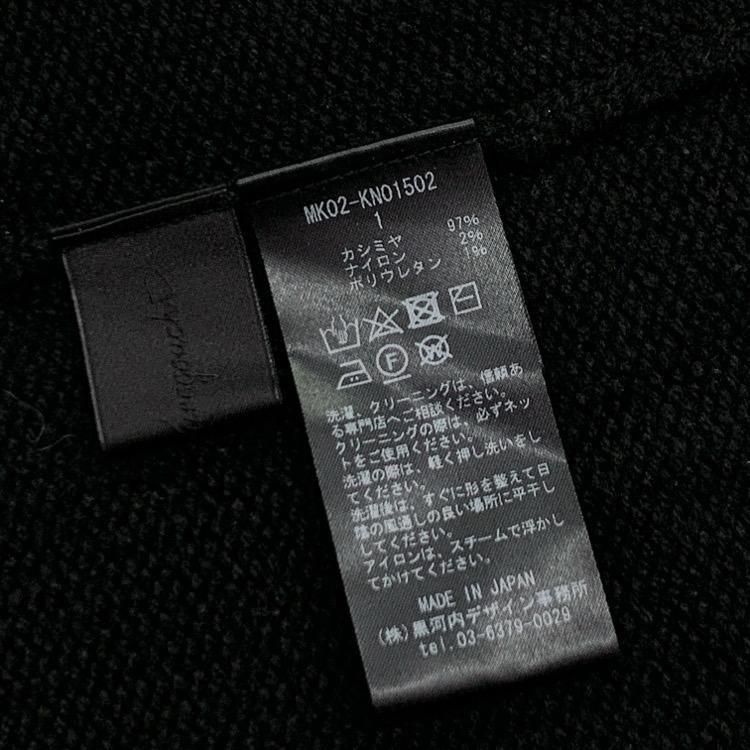 MK02-KN01502
1
カシミヤ 97%
ナイロン 2%
ポリウレタン 1%
F
W
洗濯、クリーニングは、信頼あ
る専門店へご相談ください。
クリーニングの際は、必ずネッ
トをご使用ください。
洗濯の際は、軽く押し洗いをし
てください。
洗濯後は、すぐに形を整えて日
陰の風通しの良い場所に平干し
してください。
アイロンは、スチームで浮かし
てかけてください。
MADE IN JAPAN
(株)黒河内デザイン事務所
tel.03-6379-0029